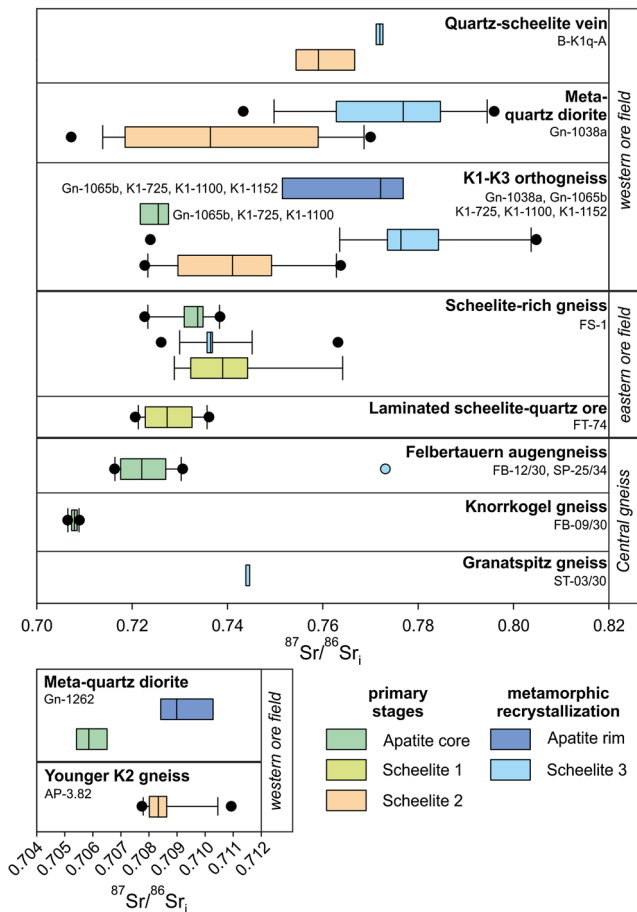 Quartz-scheelite vein
B-K1q-A
Meta-
quartz diorite
Gn-1038a
K1-K3 orthogneiss
Gn-1065b, K1-725, K1-1100, K1-1152
Gn-1038a, Gn-1065b
K1-725, K1-1100, K1-1152
Gn-1065b, K1-725, K1-1100
western ore field
Scheelite-rich gneiss
FS-1
Laminated scheelite-quartz ore
FT-74
eastern ore field
Felbertauern augengneiss
FB-12/30, SP-25/34
Knorrkogel gneiss
FB-09/30
Granatspitz gneiss
ST-03/30
Central gneiss
0.70 0.72 0.74 0.76 0.78 0.80 0.82
87Sr/86Sri
Meta-quartz diorite
Gn-1262
Younger K2 gneiss
AP-3.82
western ore field
0.704 0.705 0.706 0.707 0.708 0.709 0.710 0.711 0.712
87Sr/86Sri
primary
stages
Apatite core
Scheelite 1
Scheelite 2
metamorphic
recrystallization
Apatite rim
Scheelite 3